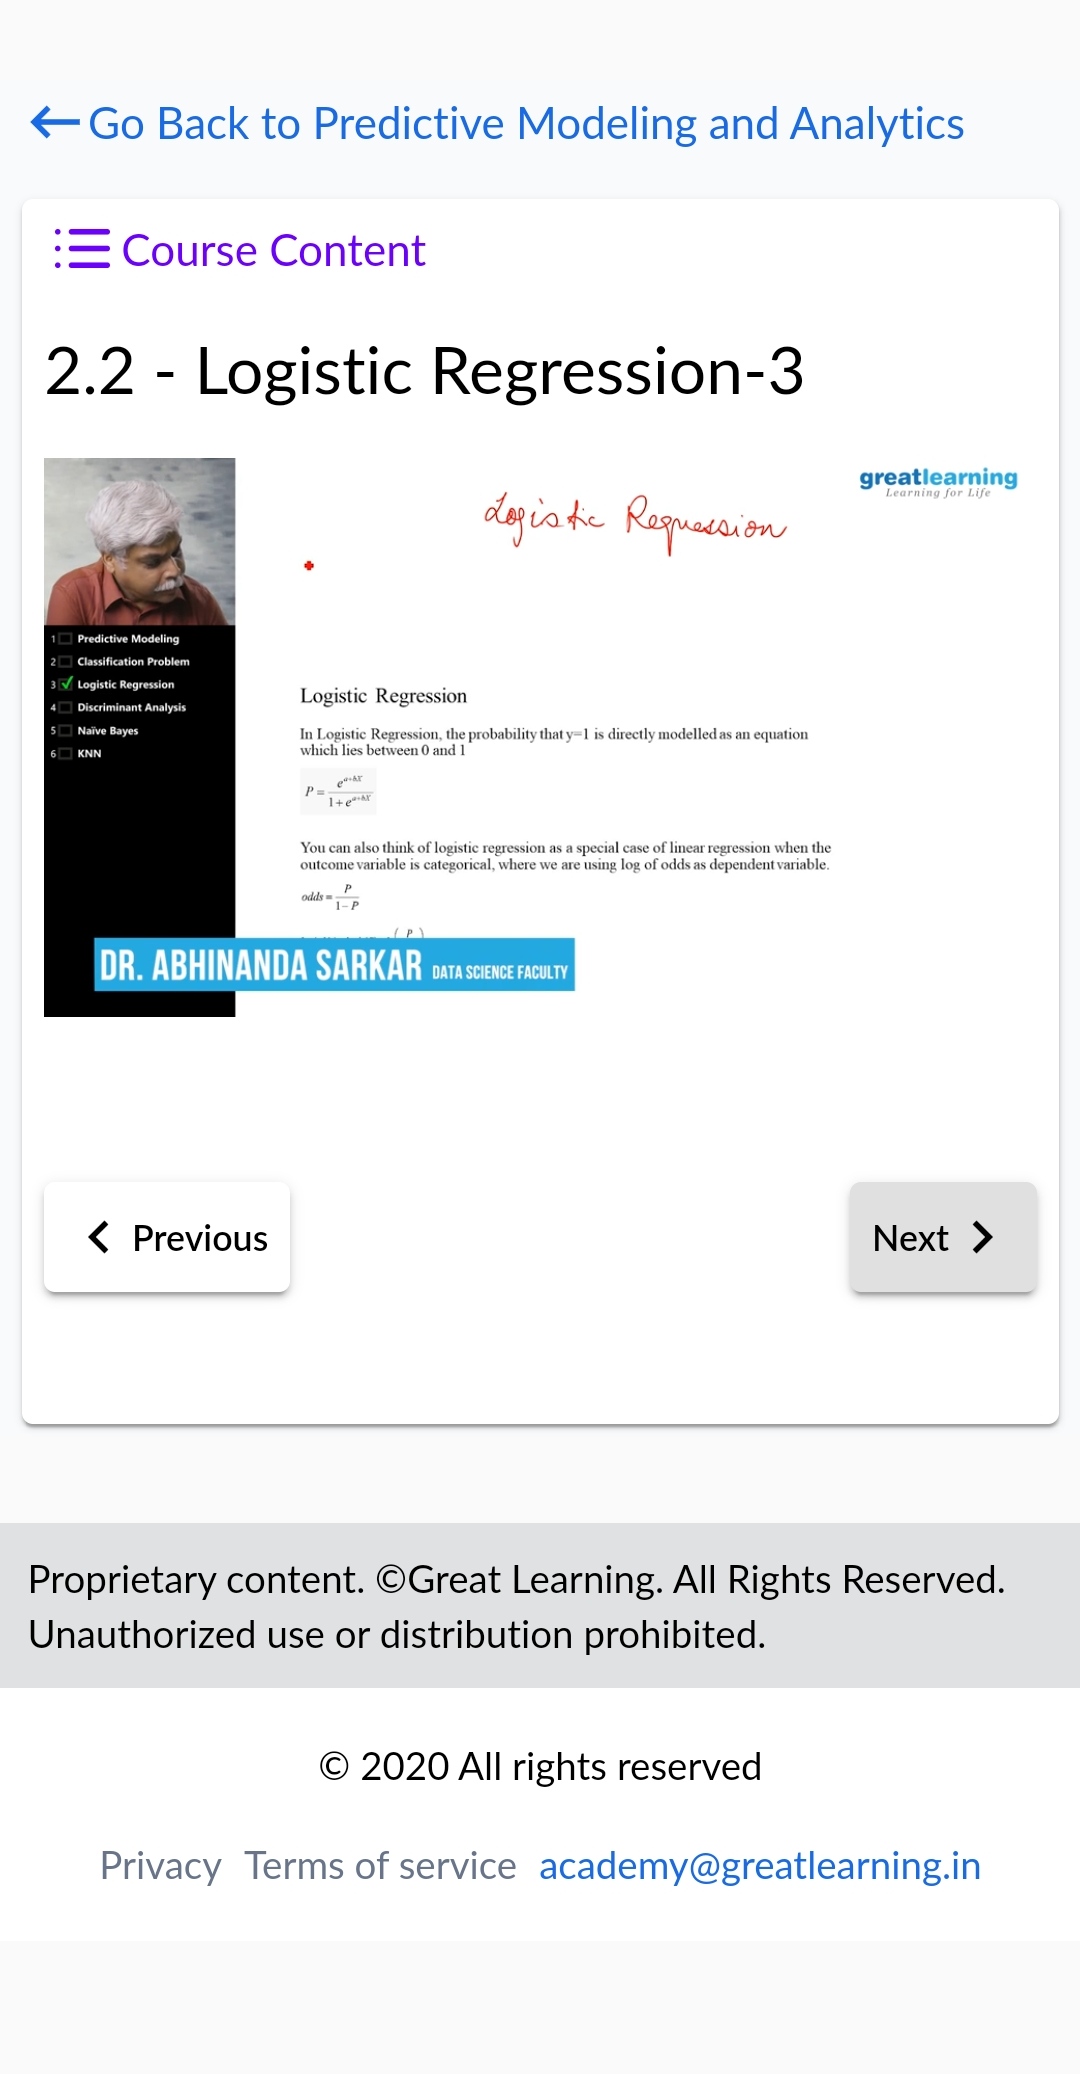 Go Back to Predictive Modeling and Analytics
Course Content
2.2 - Logistic Regression-3
greatlearning
Learning for Life
Logistic Regression
1 Predictive Modeling
2 Classification Problem
3 Logistic Regression
4 Discriminant Analysis
5 Naïve Bayes
6 KNN
Logistic Regression
In Logistic Regression, the probability that y=1 is directly modelled as an equation
which lies between 0 and 1
P = e^(a+bX) / 1+e^(a+bX)
You can also think of logistic regression as a special case of linear regression when the
outcome variable is categorical, where we are using log of odds as dependent variable.
odds = P / 1-P
DR. ABHINANDA SARKAR DATA SCIENCE FACULTY
Previous
Next
Proprietary content. ©Great Learning. All Rights Reserved.
Unauthorized use or distribution prohibited.
© 2020 All rights reserved
Privacy Terms of service academy@greatlearning.in